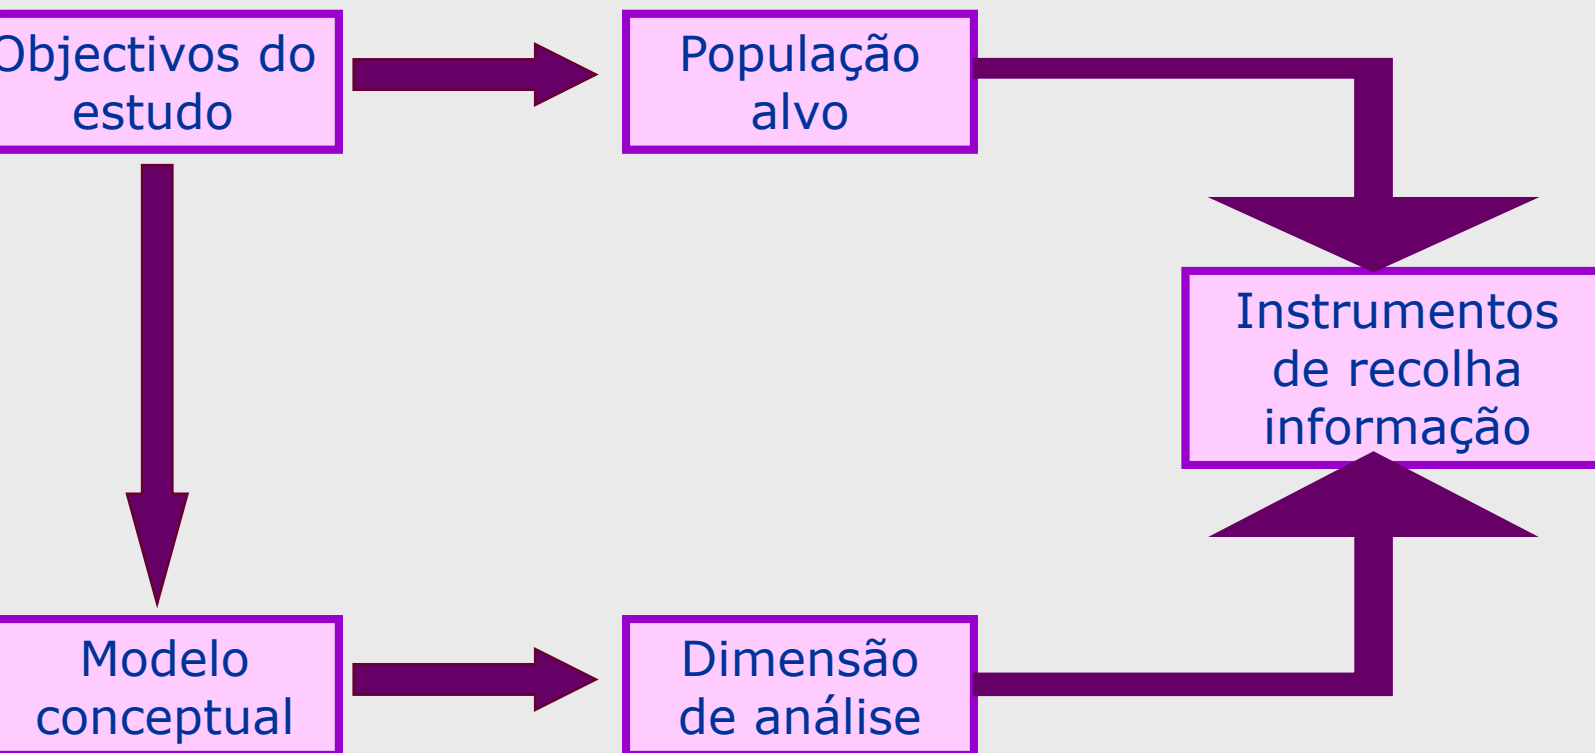 Objectivos do
estudo
População
alvo
Instrumentos
de recolha
informação
Modelo
conceptual
Dimensão
de análise